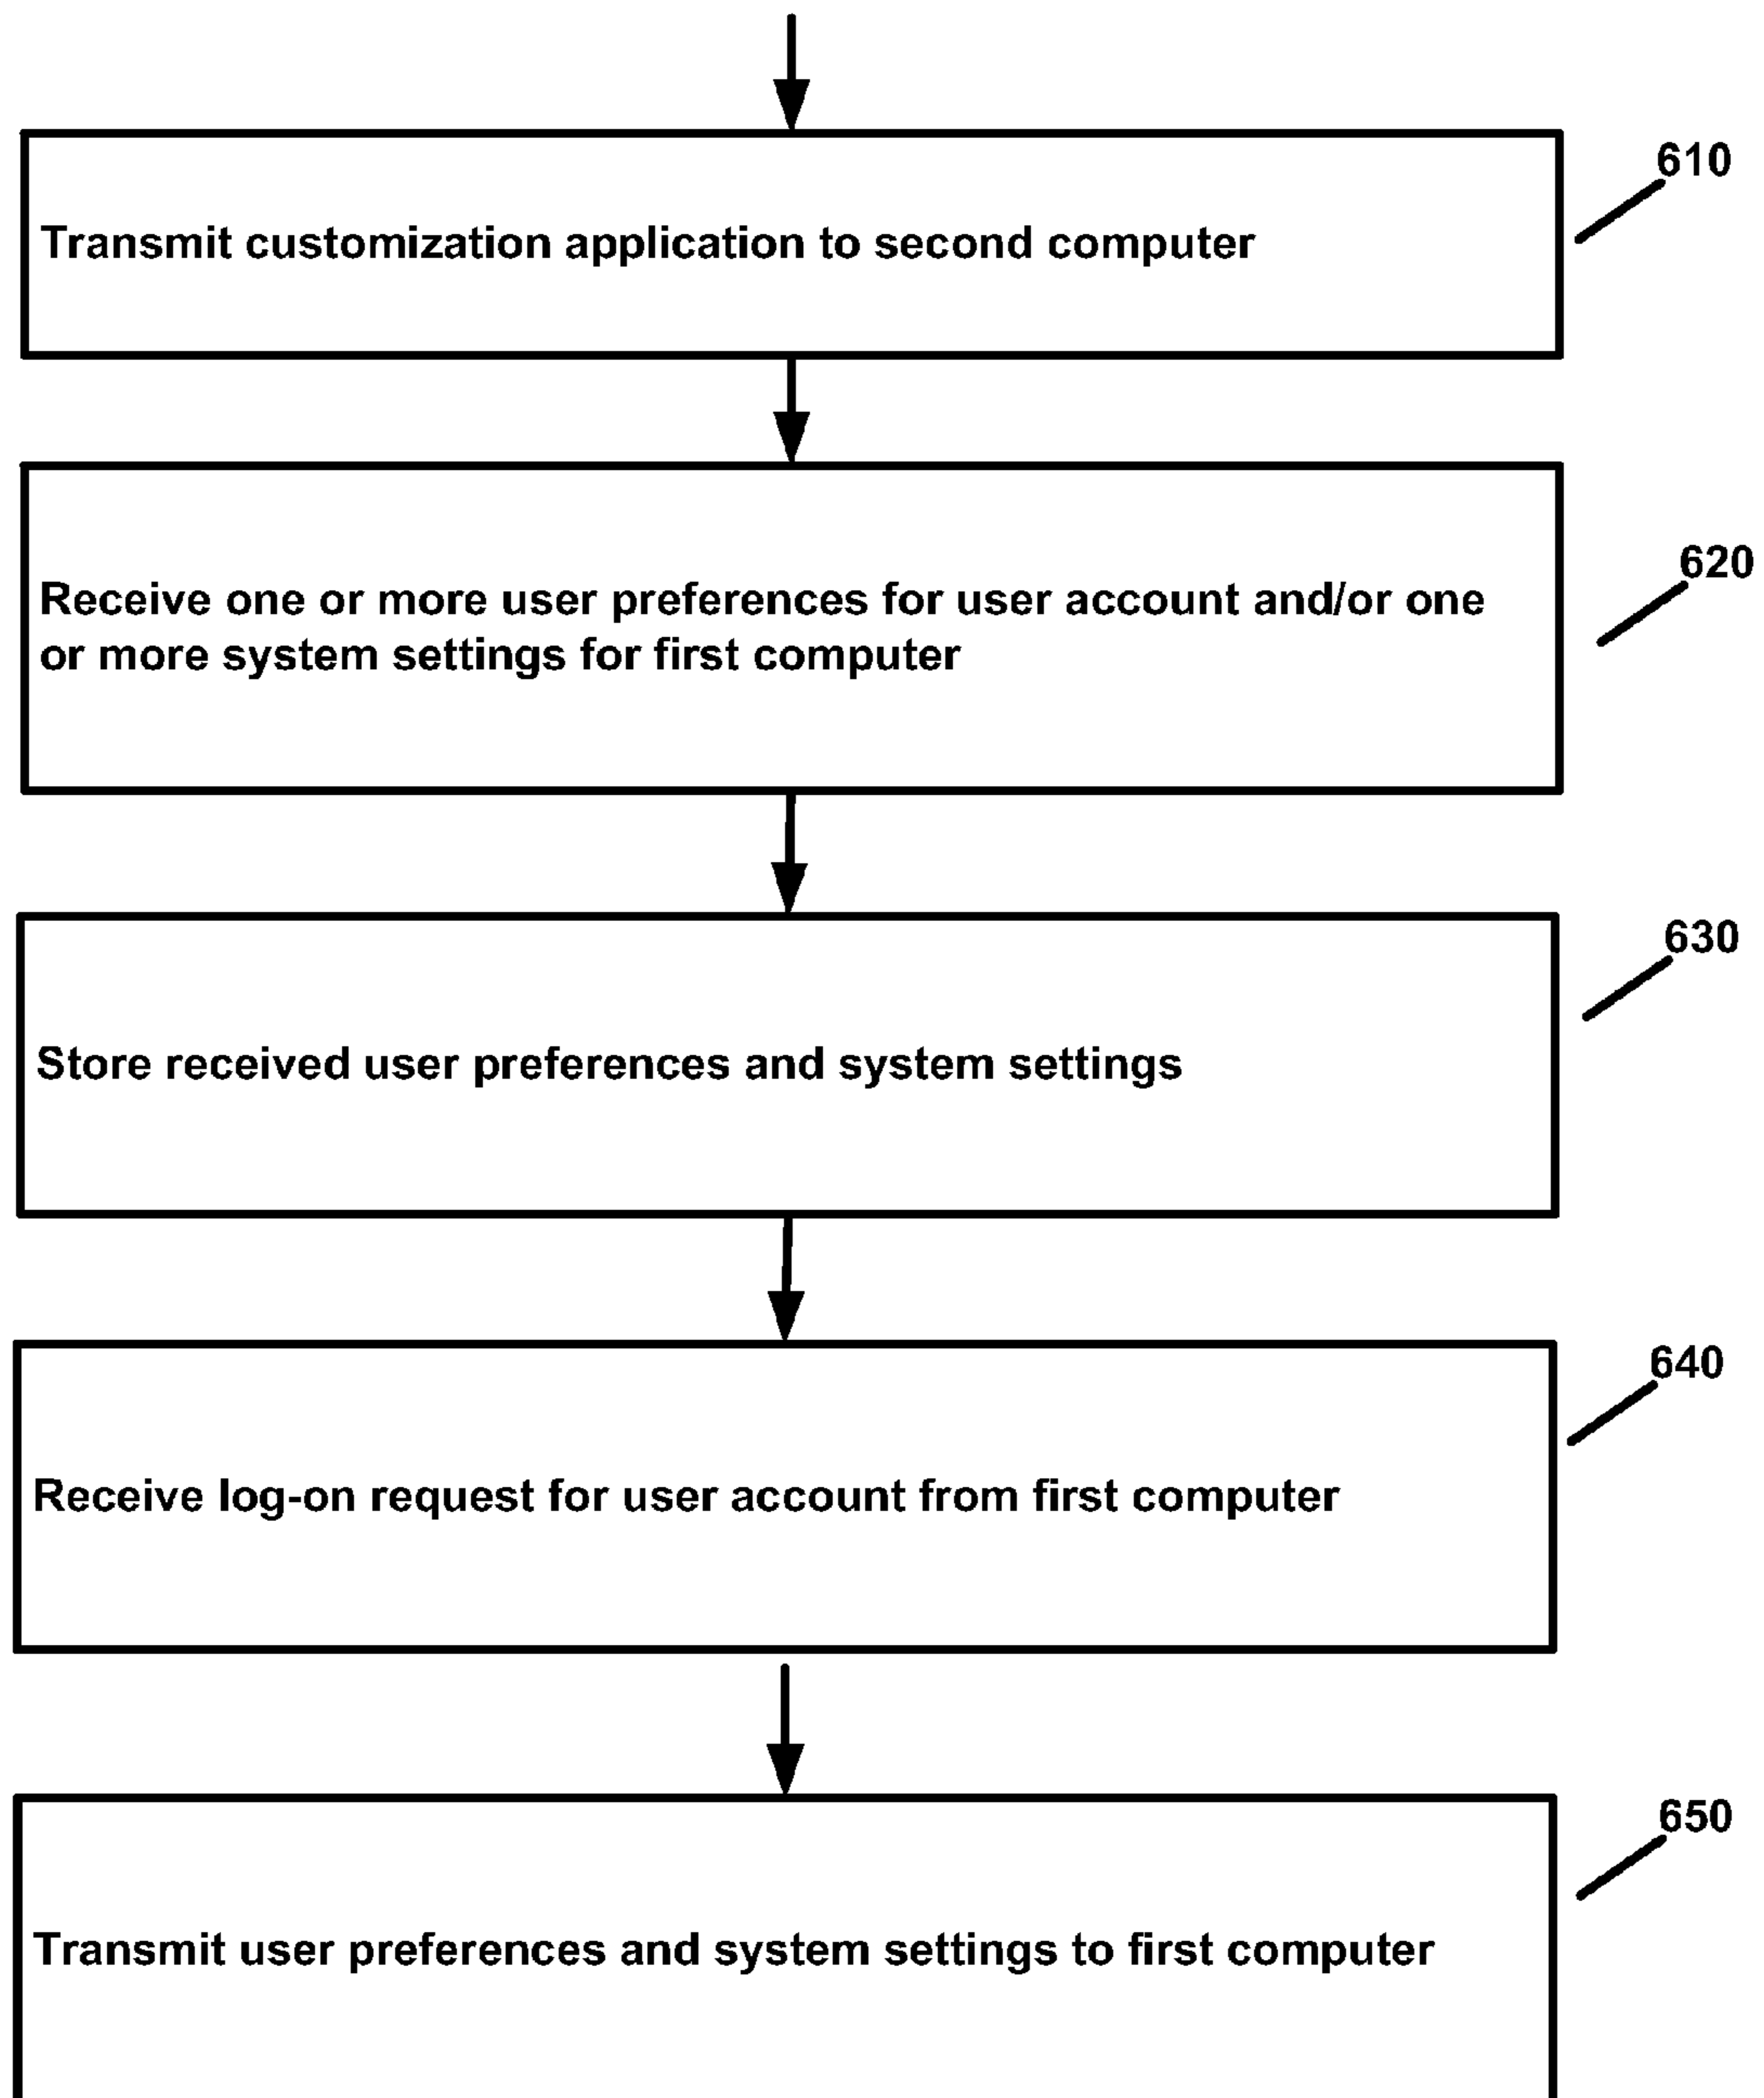 610
Transmit customization application to second computer
620
Receive one or more user preferences for user account and/or one
or more system settings for first computer
630
Store received user preferences and system settings
640
Receive log-on request for user account from first computer
650
Transmit user preferences and system settings to first computer